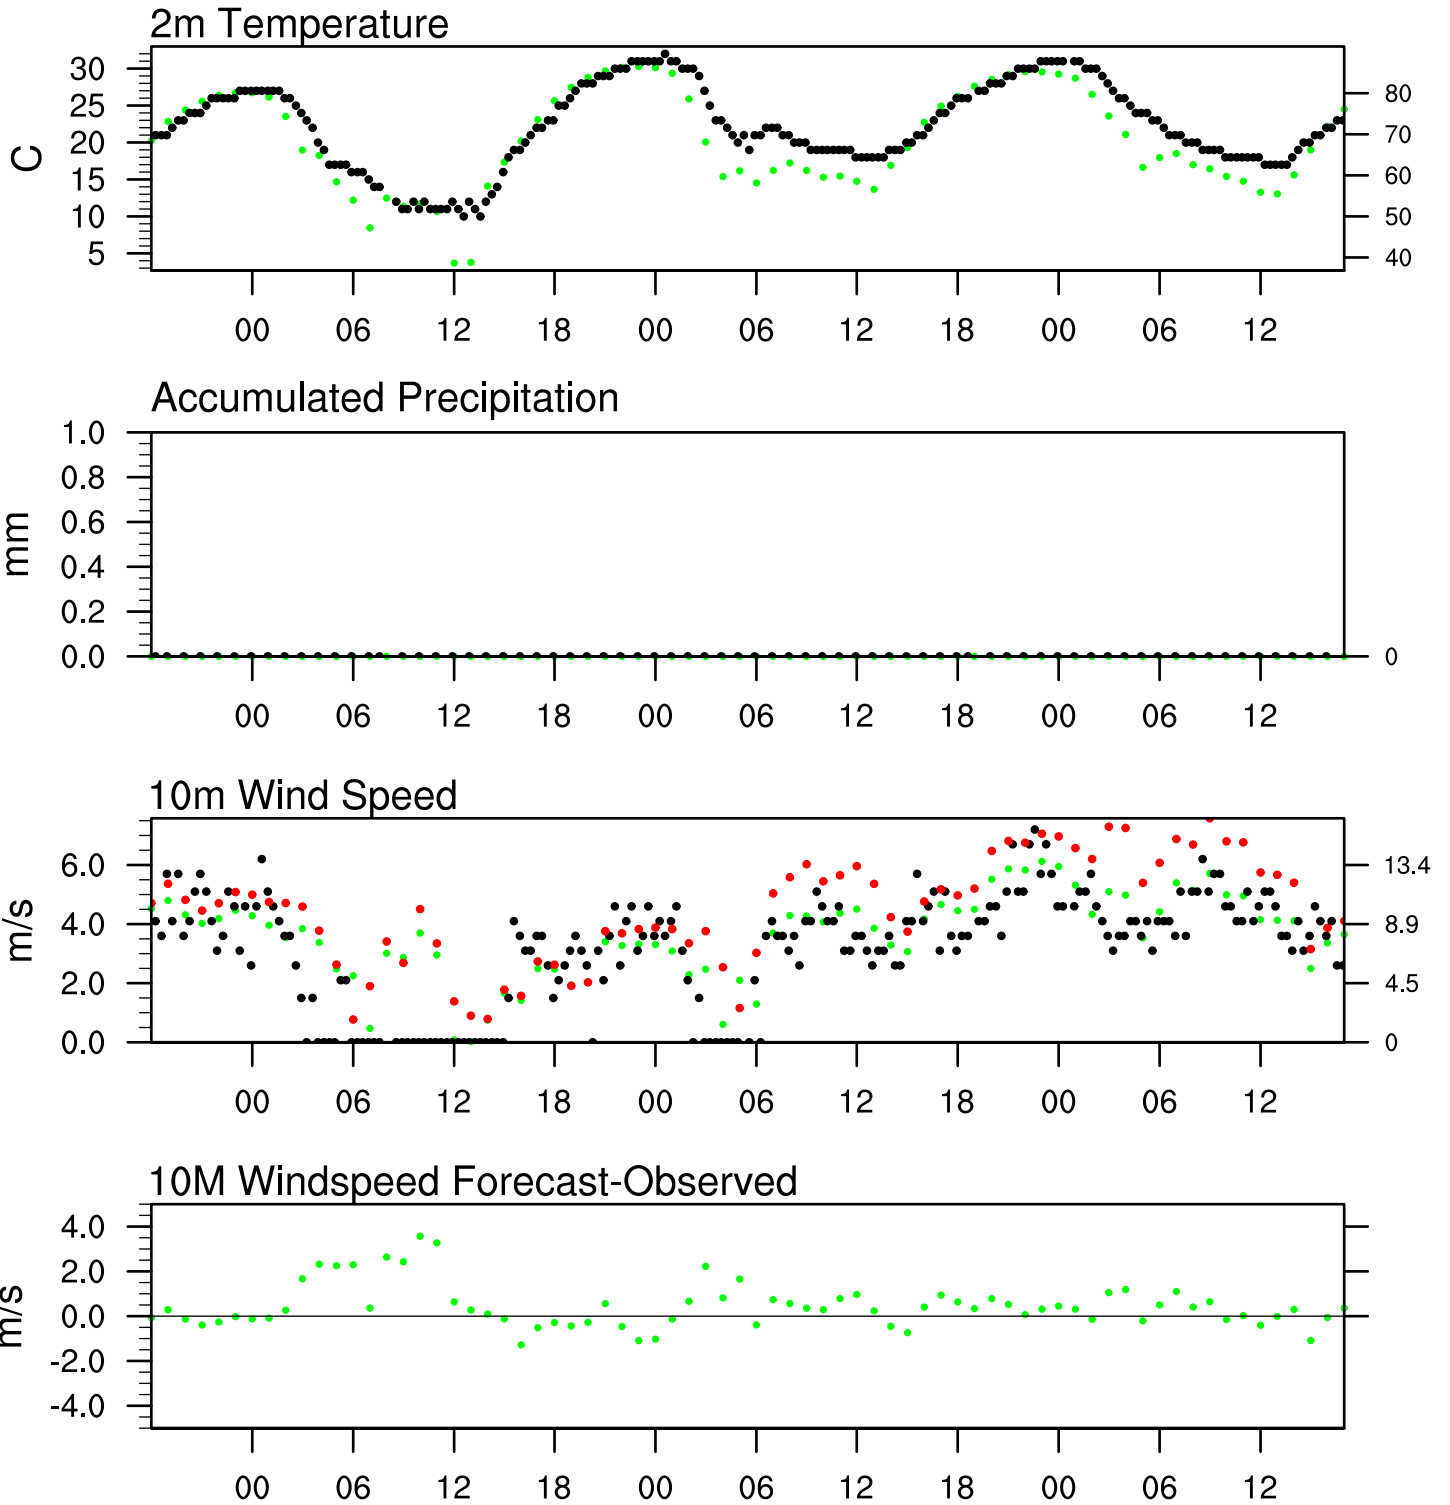 2m Temperature
30
25
20
15
10
5
C
80
70
60
50
40
00 06 12 18 00 06 12 18 00 06 12
Accumulated Precipitation
1.0
0.8
0.6
0.4
0.2
0.0
mm
0
00 06 12 18 00 06 12 18 00 06 12
10m Wind Speed
6.0
4.0
2.0
0.0
m/s
13.4
8.9
4.5
0
00 06 12 18 00 06 12 18 00 06 12
10M Windspeed Forecast-Observed
4.0
2.0
0.0
-2.0
-4.0
m/s
00 06 12 18 00 06 12 18 00 06 12